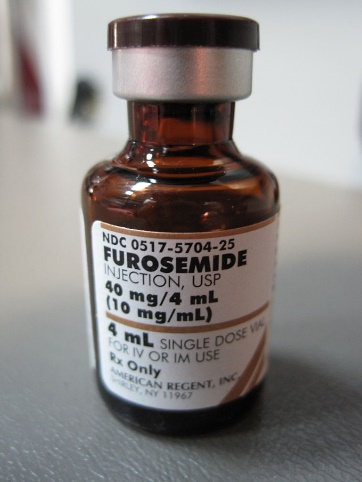 NDC 0517-5704-25
FUROSEMIDE
INJECTION, USP
40 mg/4 mL
(10 mg/mL)
4 mL SINGLE DOSE VIAL
FOR IV OR IM USE
Rx Only
AMERICAN REGENT, INC.
SHIRLEY, NY 11967